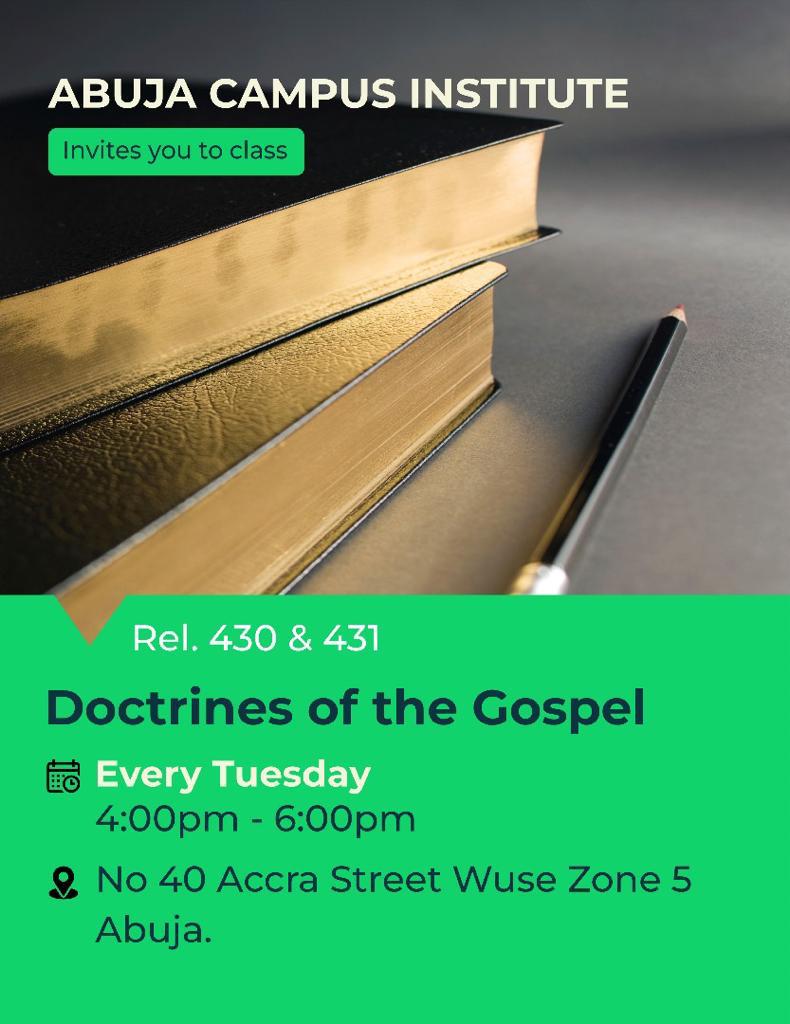 ABUJA CAMPUS INSTITUTE
Invites you to class
Rel. 430 & 431
Doctrines of the Gospel
Every Tuesday
4:00pm - 6:00pm
No 40 Accra Street Wuse Zone 5
Abuja.